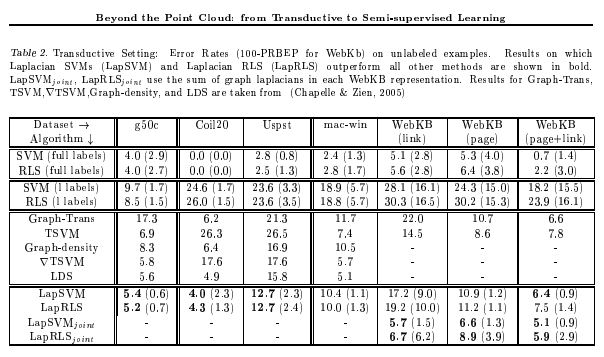 Beyond the Point Cloud: from Transductive to Semi-supervised Learning
Table 2. Transductive Setting: Error Rates (100-PRBEP for WebKb) on unlabeled examples. Results on which
Laplacian SVMs (LapSVM) and Laplacian RLS (LapRLS) outperform all other methods are shown in bold.
LapSVMjoint, LapRLSjoint use the sum of graph laplacians in each WebKB representation. Results for Graph-Trans,
TSVM,∇TSVM,Graph-density, and LDS are taken from (Chapelle & Zien, 2005)
Dataset → g50c Coil20 Uspst mac-win WebKB WebKB WebKB
Algorithm ↓ (link) (page) (page+link)
SVM (full labels) 4.0 (2.9) 0.0 (0.0) 2.8 (0.8) 2.4 (1.3) 5.1 (2.8) 5.3 (4.0) 0.7 (1.4)
RLS (full labels) 4.0 (2.7) 0.0 (0.0) 2.5 (1.3) 2.8 (1.7) 5.6 (2.8) 6.4 (3.8) 2.2 (3.0)
SVM (l labels) 9.7 (1.7) 24.6 (1.7) 23.6 (3.3) 18.9 (5.7) 28.1 (16.1) 24.3 (15.0) 18.2 (15.5)
RLS (l labels) 8.5 (1.5) 26.0 (1.5) 23.6 (3.5) 18.8 (5.7) 30.3 (16.5) 30.2 (15.3) 23.9 (16.1)
Graph-Trans 17.3 6.2 21.3 11.7 22.0 10.7 6.6
TSVM 6.9 26.3 26.5 7.4 14.5 8.6 7.8
Graph-density 8.3 6.4 16.9 10.5 - - -
∇TSVM 5.8 17.6 17.6 5.7 - - -
LDS 5.6 4.9 15.8 5.1 - - -
LapSVM 5.4 (0.6) 4.0 (2.3) 12.7 (2.3) 10.4 (1.1) 17.2 (9.0) 10.9 (1.2) 6.4 (0.9)
LapRLS 5.2 (0.7) 4.3 (1.3) 12.7 (2.4) 10.0 (1.3) 19.2 (10.0) 11.2 (1.1) 7.5 (1.4)
LapSVMjoint - - - - 5.7 (1.5) 6.6 (1.3) 5.1 (0.9)
LapRLSjoint - - - - 6.7 (6.2) 8.9 (3.9) 5.9 (2.9)